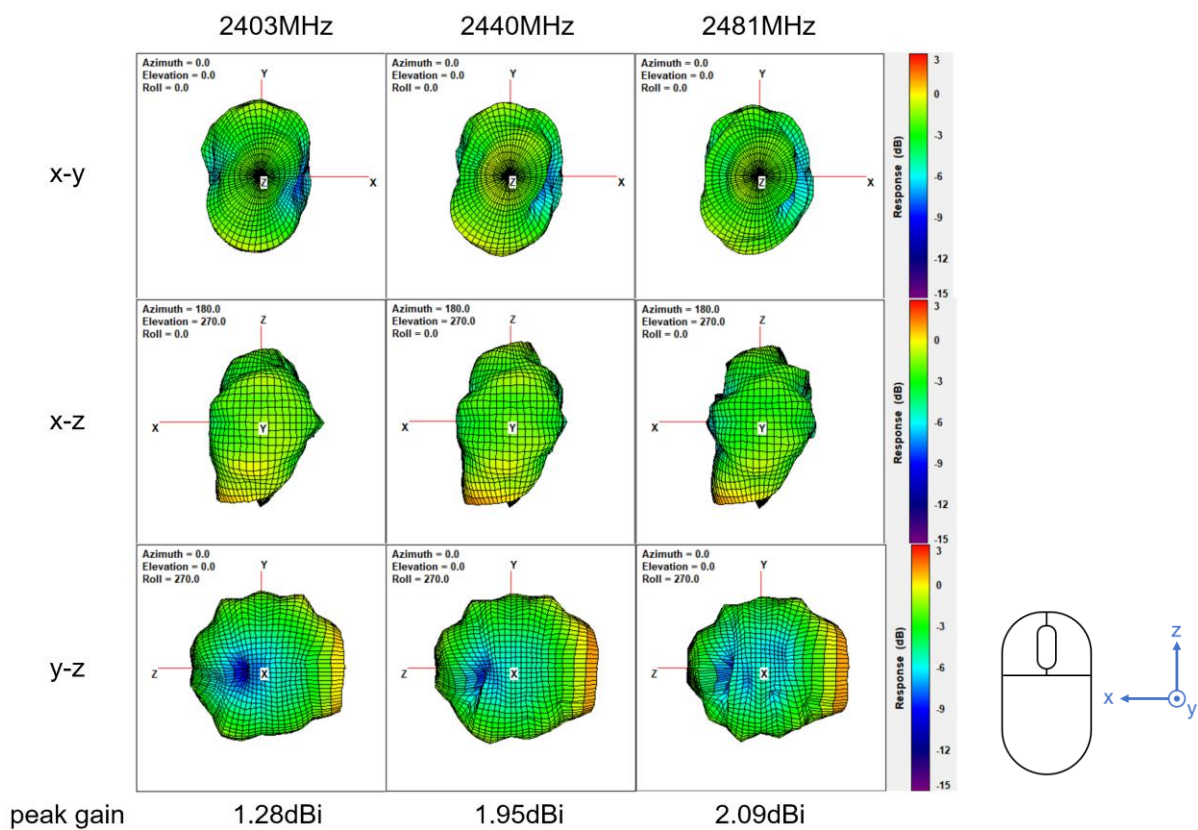 2403MHz 2440MHz 2481MHz
x-y
Azimuth = 0.0
Elevation = 0.0
Roll = 0.0
Y
Z
X
Azimuth = 0.0
Elevation = 0.0
Roll = 0.0
Y
Z
X
Azimuth = 0.0
Elevation = 0.0
Roll = 0.0
Y
Z
X
Response (dB)
3
0
-3
-6
-9
-12
-15
x-z
Azimuth = 180.0
Elevation = 270.0
Roll = 0.0
Z
X
Y
Azimuth = 180.0
Elevation = 270.0
Roll = 0.0
Z
X
Y
Azimuth = 180.0
Elevation = 270.0
Roll = 0.0
Z
X
Y
Response (dB)
3
0
-3
-6
-9
-12
-15
y-z
Azimuth = 0.0
Elevation = 0.0
Roll = 270.0
Y
Z
X
Azimuth = 0.0
Elevation = 0.0
Roll = 270.0
Y
Z
X
Azimuth = 0.0
Elevation = 0.0
Roll = 270.0
Y
Z
X
Response (dB)
3
0
-3
-6
-9
-12
-15
z
x
y
peak gain 1.28dBi 1.95dBi 2.09dBi